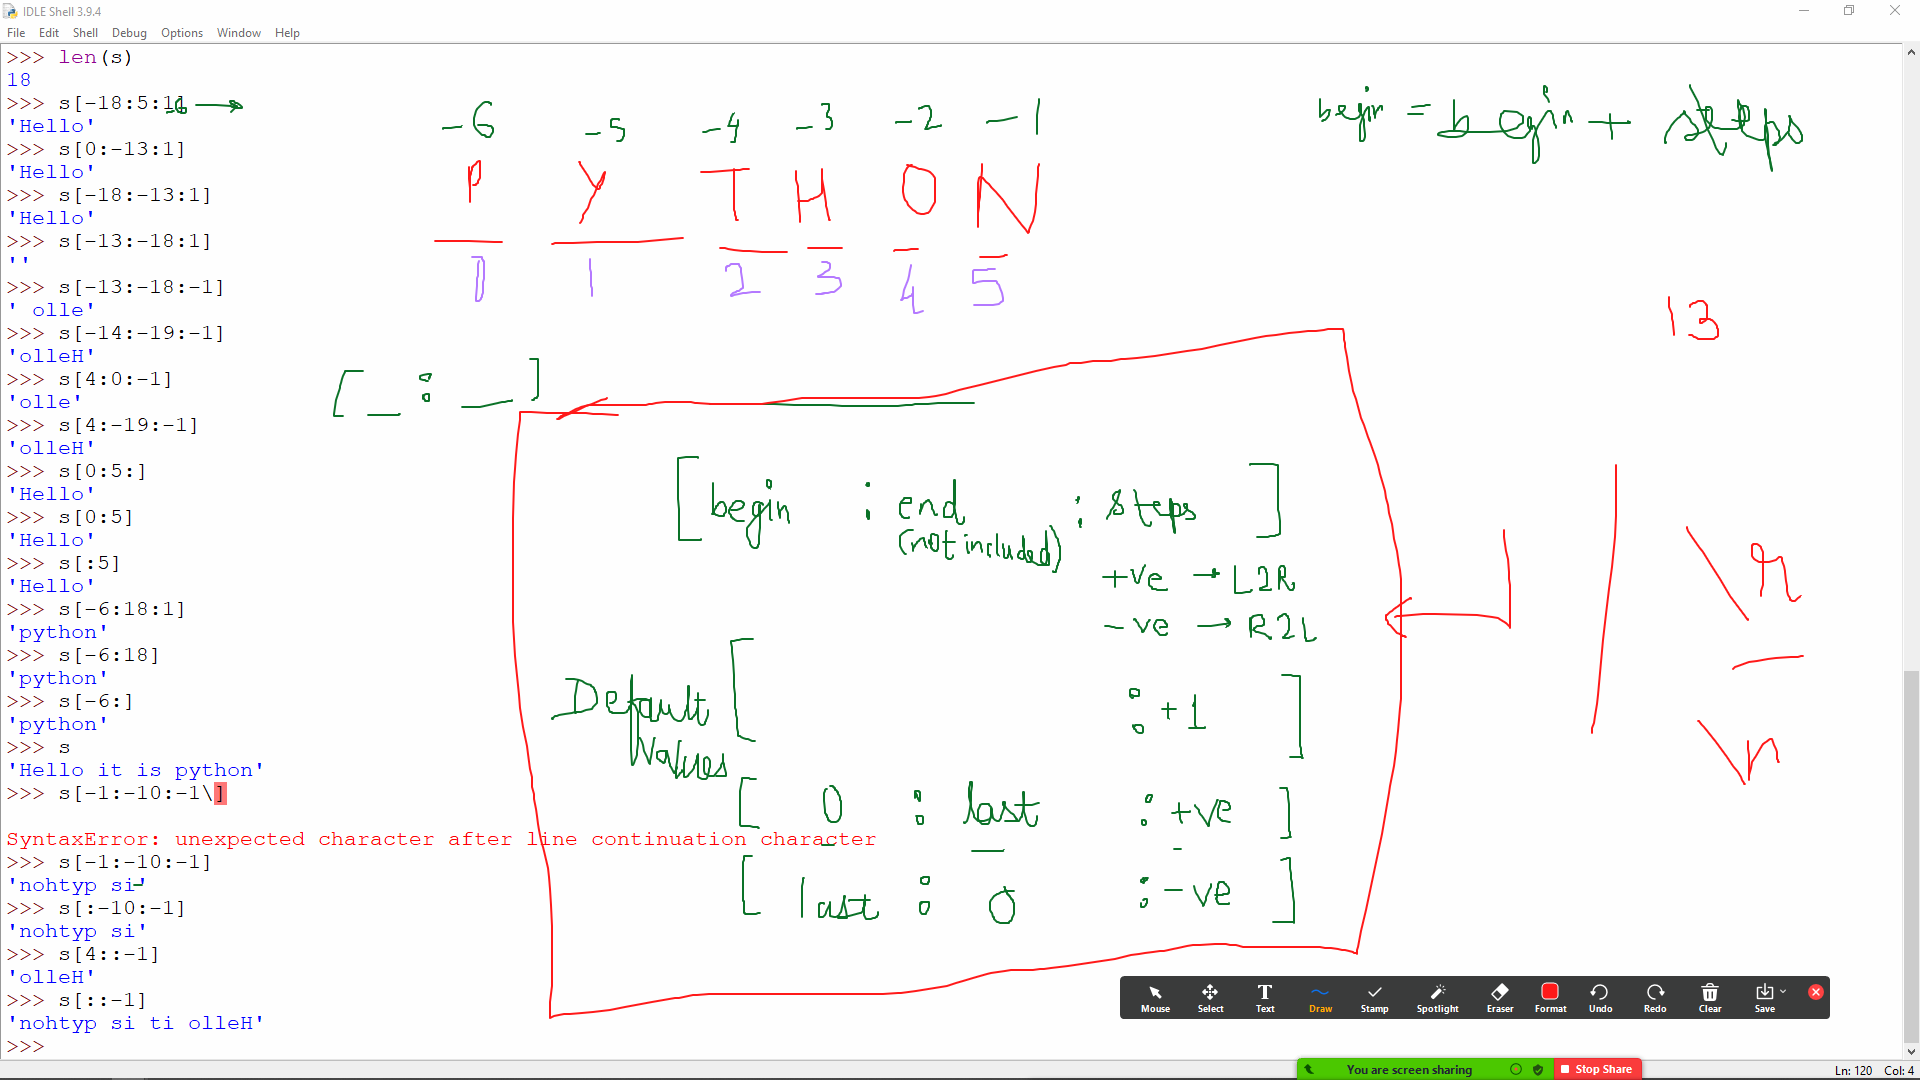 IDLE Shell 3.9.4
File Edit Shell Debug Options Window Help
>>> len(s)
18
>>> s[-18:5:1]
'Hello'
>>> s[0:-13:1]
'Hello'
>>> s[-18:-13:1]
'Hello'
>>> s[-13:-18:1]
''
>>> s[-13:-18:-1]
' olle'
>>> s[-14:-19:-1]
'olleH'
>>> s[4:0:-1]
'olle'
>>> s[4:-19:-1]
'olleH'
>>> s[0:5:]
'Hello'
>>> s[0:5]
'Hello'
>>> s[:5]
'Hello'
>>> s[-6:18:1]
'python'
>>> s[-6:18]
'python'
>>> s[-6:]
'python'
>>> s
'Hello it is python'
>>> s[-1:-10:-1\]
SyntaxError: unexpected character after line continuation character
>>> s[-1:-10:-1]
'nohtyp si'
>>> s[:-10:-1]
'nohtyp si'
>>> s[4::-1]
'olleH'
>>> s[::-1]
'nohtyp si ti olleH'
>>>
-6 -5 -4 -3 -2 -1
P Y T H O N
0 1 2 3 4 5
begin = begin + steps
13
[ _ : _ ]
[ begin : end : steps ]
(not included)
+ve → L2R
-ve → R2L
Default Values
[ : +1 ]
[ 0 : last : +ve ]
[ last : 0 : -ve ]
\r
\n
Mouse Select Text Draw Stamp Spotlight Eraser Format Undo Redo Clear Save
You are screen sharing Stop Share
Ln: 120 Col: 4